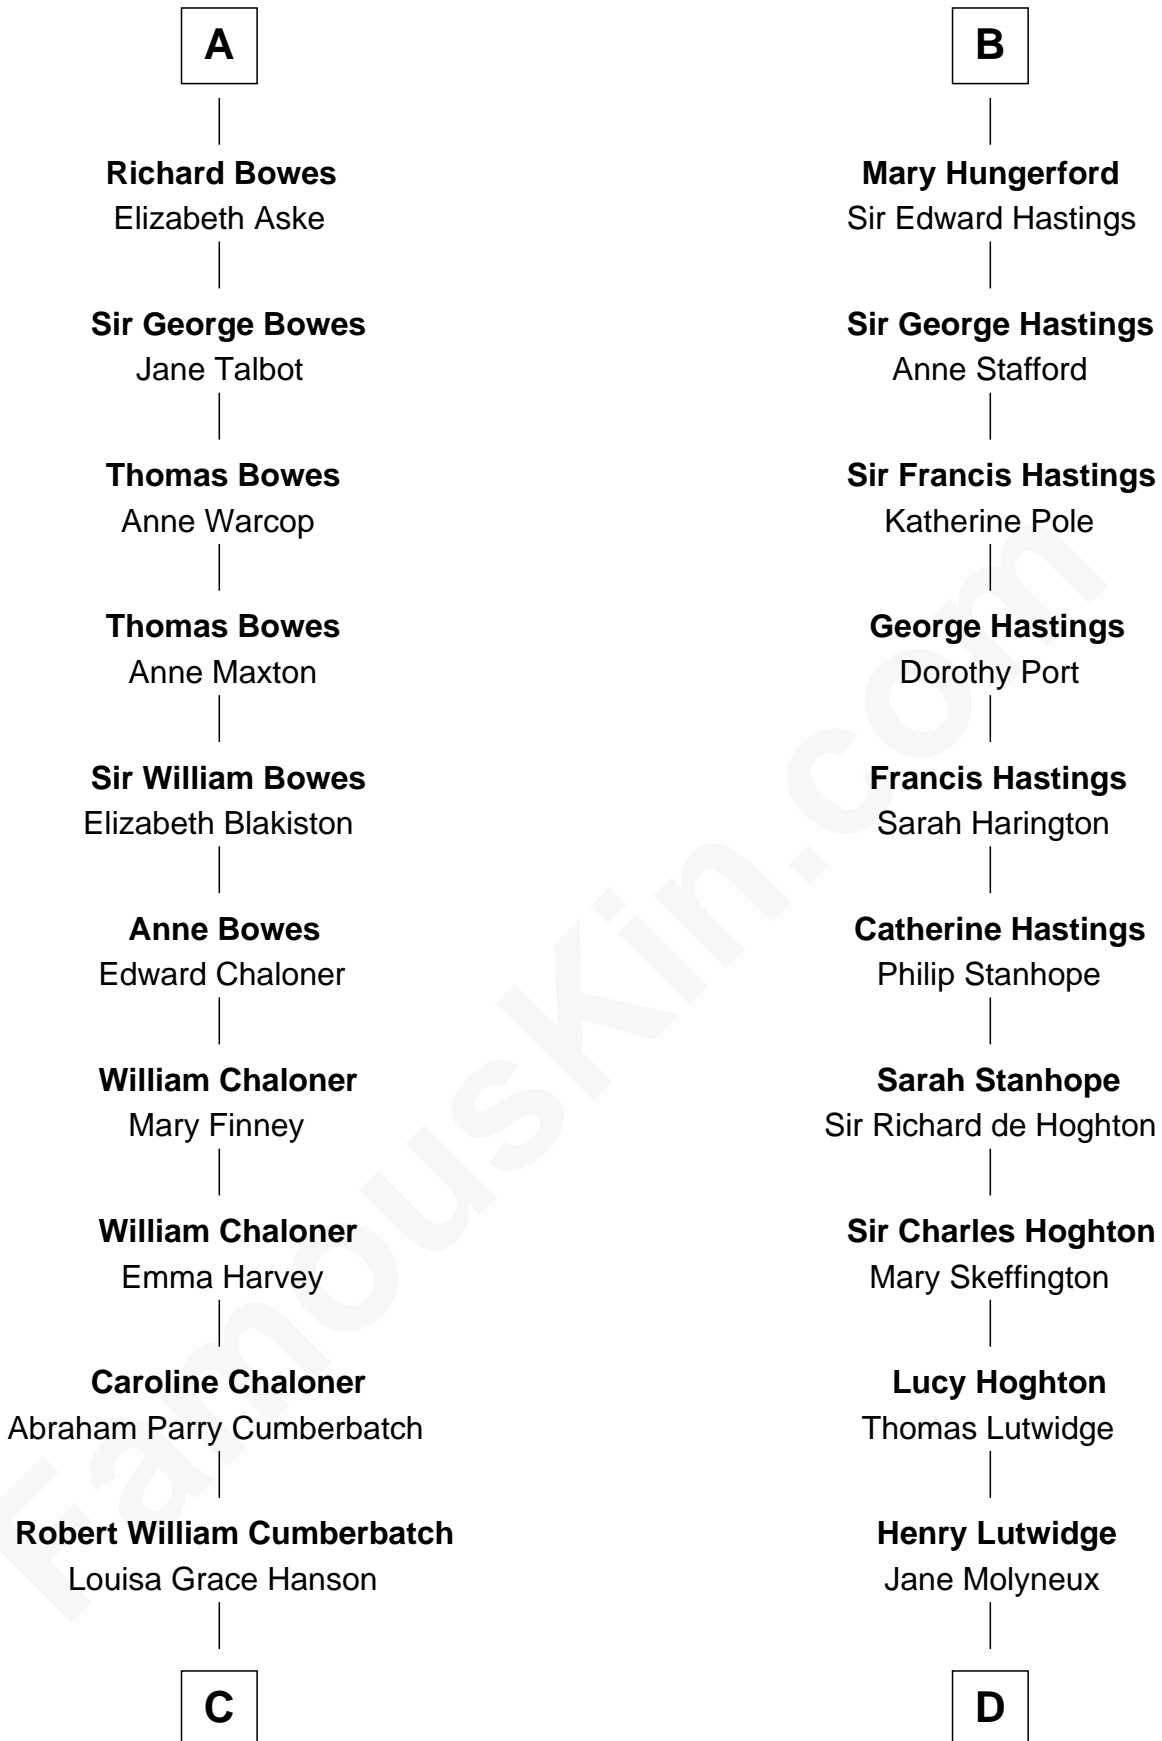 A
Richard Bowes
Elizabeth Aske
Sir George Bowes
Jane Talbot
Thomas Bowes
Anne Warcop
Thomas Bowes
Anne Maxton
Sir William Bowes
Elizabeth Blakiston
Anne Bowes
Edward Chaloner
William Chaloner
Mary Finney
William Chaloner
Emma Harvey
Caroline Chaloner
Abraham Parry Cumberbatch
Robert William Cumberbatch
Louisa Grace Hanson
C
B
Mary Hungerford
Sir Edward Hastings
Sir George Hastings
Anne Stafford
Sir Francis Hastings
Katherine Pole
George Hastings
Dorothy Port
Francis Hastings
Sarah Harington
Catherine Hastings
Philip Stanhope
Sarah Stanhope
Sir Richard de Hoghton
Sir Charles Hoghton
Mary Skeffington
Lucy Hoghton
Thomas Lutwidge
Henry Lutwidge
Jane Molyneux
D
FamousKin.com